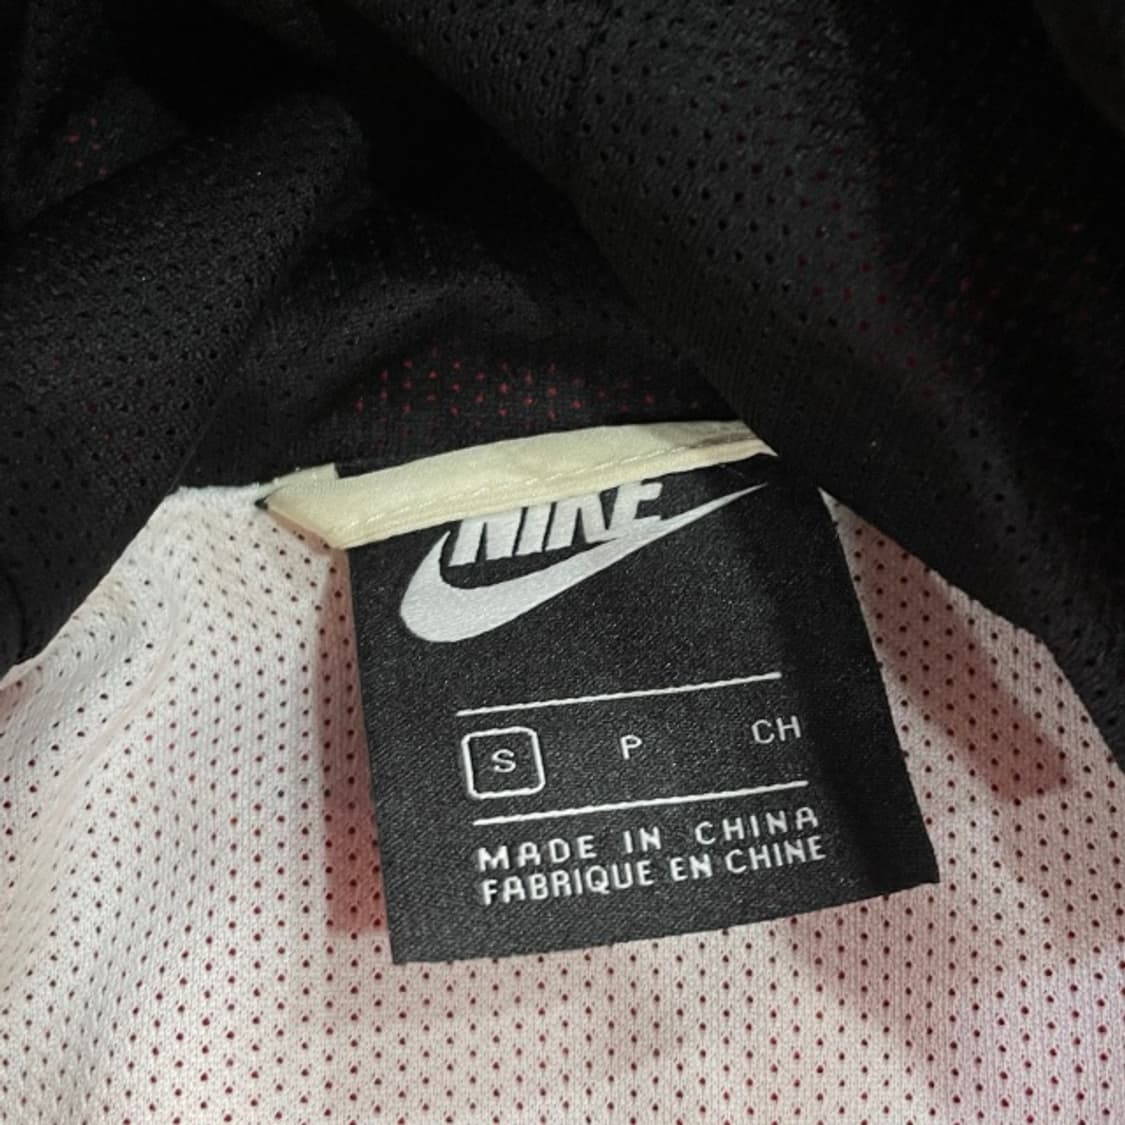 NIKE
S P CH
MADE IN CHINA
FABRIQUE EN CHINE